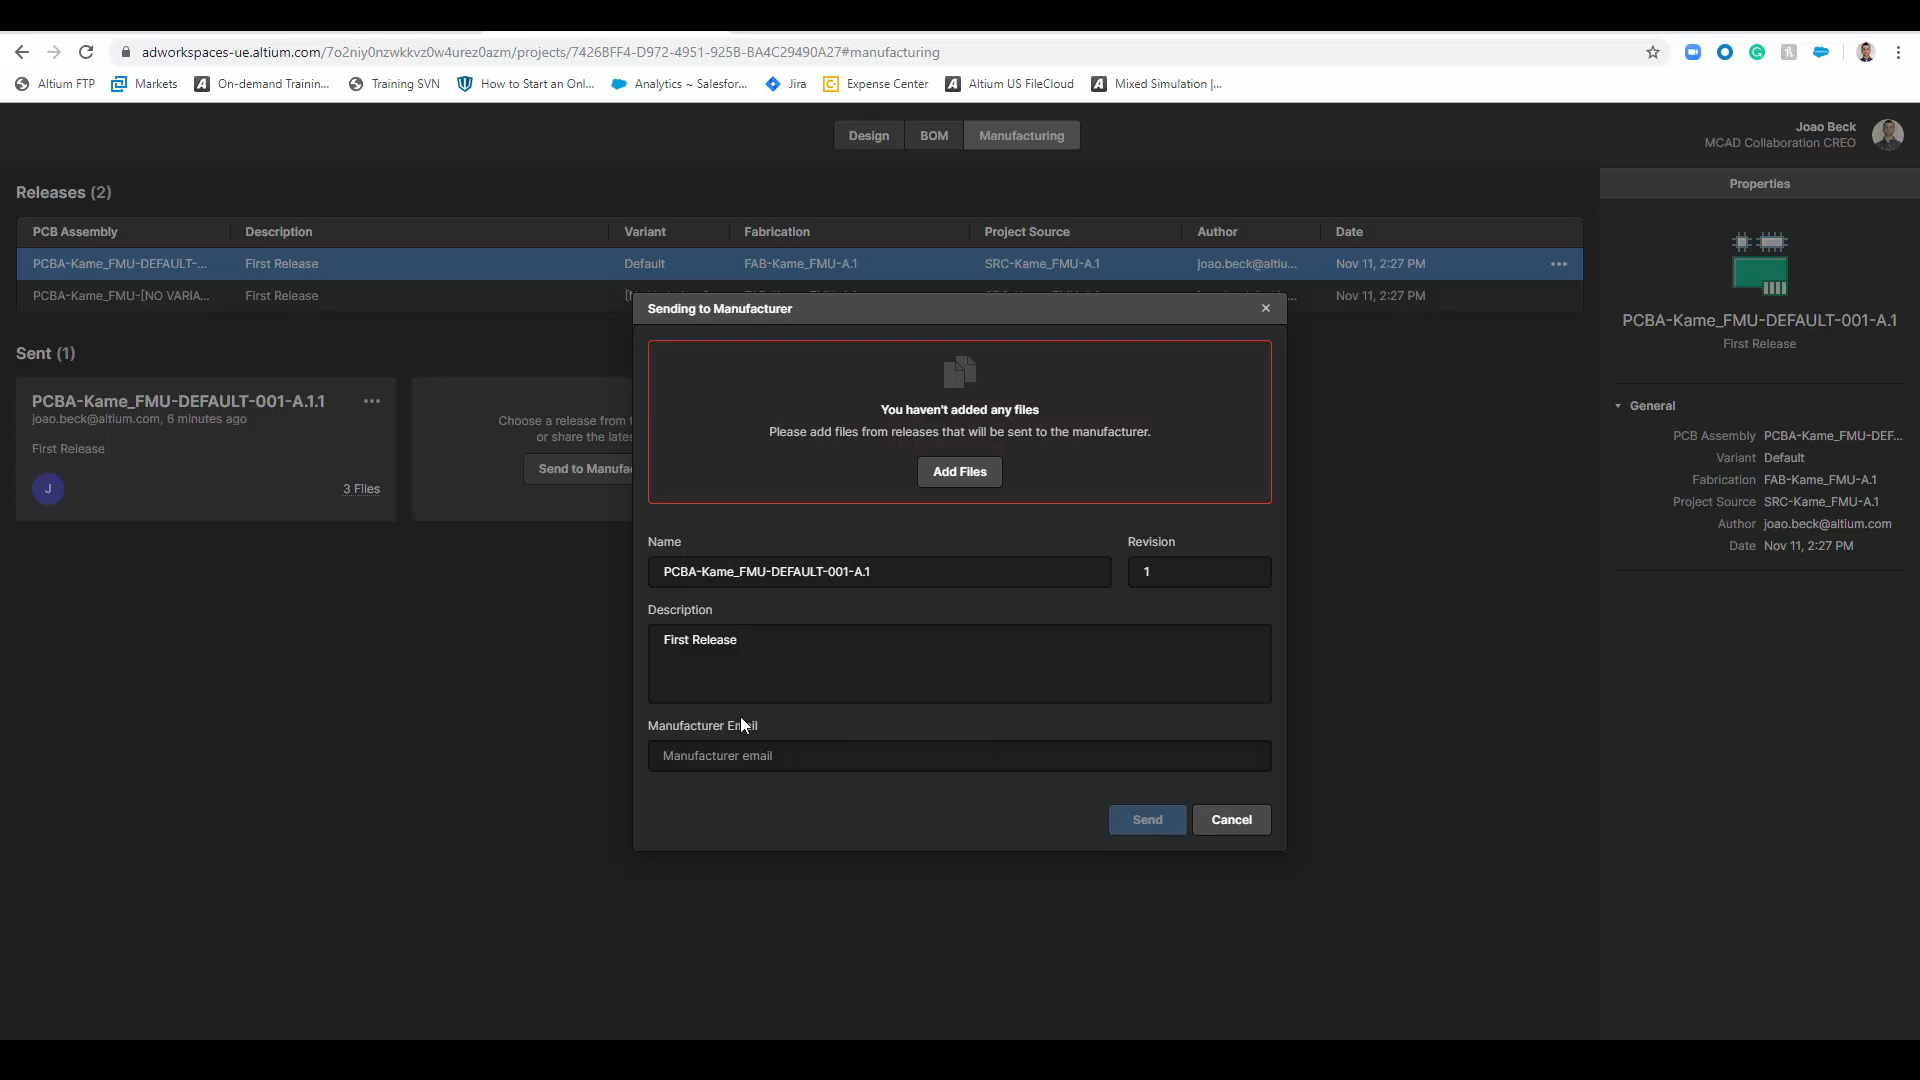 adworkspaces-ue.altium.com/7o2niy0nzwkkvz0w4urez0azm/projects/7426BFF4-D972-4951-925B-BA4C29490A27#manufacturing
Altium FTP Markets On-demand Trainin... Training SVN How to Start an Onl... Analytics ~ Salesfor... Jira Expense Center Altium US FileCloud Mixed Simulation |...
Design BOM Manufacturing
Joao Beck
MCAD Collaboration CREO
Releases (2)
PCB Assembly Description Variant Fabrication Project Source Author Date
PCBA-Kame_FMU-DEFAULT-... First Release Default FAB-Kame_FMU-A.1 SRC-Kame_FMU-A.1 joao.beck@altiu... Nov 11, 2:27 PM
PCBA-Kame_FMU-[NO VARIA... First Release Nov 11, 2:27 PM
Sent (1)
PCBA-Kame_FMU-DEFAULT-001-A.1.1
joao.beck@altium.com, 6 minutes ago
First Release
J
3 Files
Choose a release from
or share the
Send to
Sending to Manufacturer
You haven't added any files
Please add files from releases that will be sent to the manufacturer.
Add Files
Name
PCBA-Kame_FMU-DEFAULT-001-A.1
Revision
1
Description
First Release
Manufacturer Email
Manufacturer email
Send Cancel
Properties
PCBA-Kame_FMU-DEFAULT-001-A.1
First Release
General
PCB Assembly PCBA-Kame_FMU-DEF...
Variant Default
Fabrication FAB-Kame_FMU-A.1
Project Source SRC-Kame_FMU-A.1
Author joao.beck@altium.com
Date Nov 11, 2:27 PM